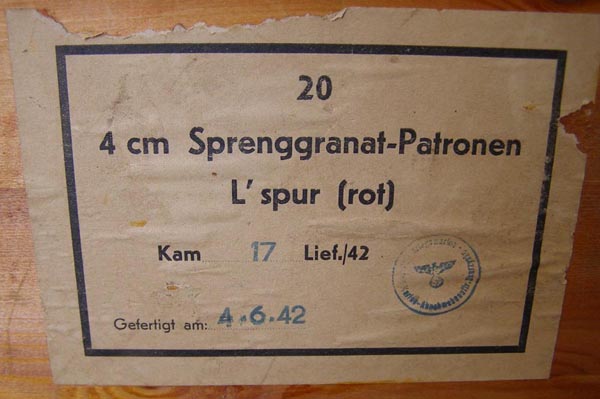 20
4 cm Sprenggranat-Patronen
L' spur (rot)
Kam 17 Lief./42
Gefertigt am: 4.6.42